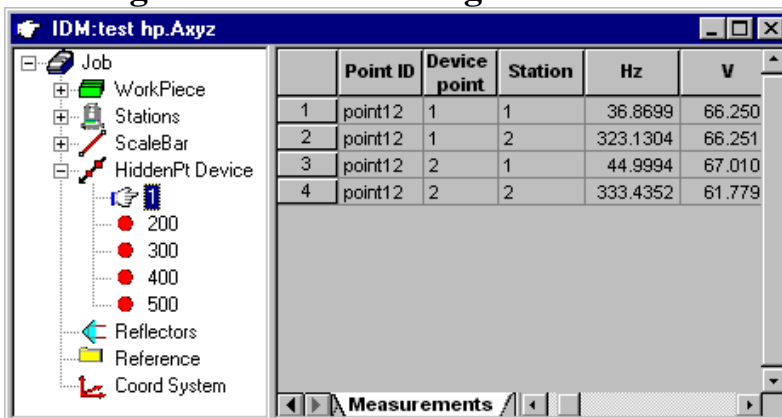 IDM:test hp.Axyz
Job
WorkPiece
Stations
ScaleBar
HiddenPt Device
1
200
300
400
500
Reflectors
Reference
Coord System
Point ID Device point Station Hz V
1 point12 1 1 36.8699 66.250
2 point12 1 2 323.1304 66.251
3 point12 2 1 44.9994 67.010
4 point12 2 2 333.4352 61.779
Measurements